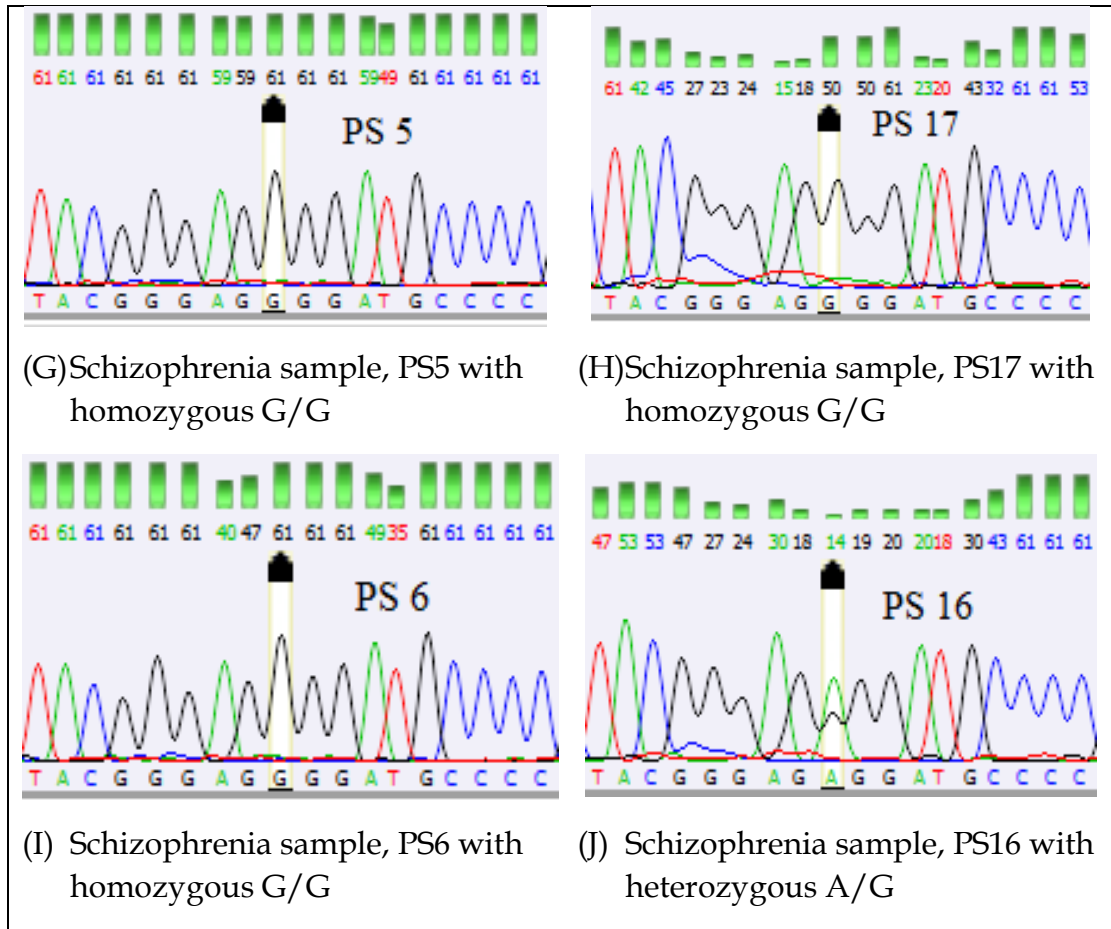 61 61 61 61 61 61 59 59 61 61 61 59 49 61 61 61 61 61
PS 5
T A C G G G A G G G G A T G C C C C
(G) Schizophrenia sample, PS5 with
homozygous G/G
61 42 45 27 23 24 15 18 50 50 61 23 20 43 32 61 61 53
PS 17
T A C G G G A G G G G A T G C C C C
(H) Schizophrenia sample, PS17 with
homozygous G/G
61 61 61 61 61 61 40 47 61 61 61 49 35 61 61 61 61 61
PS 6
T A C G G G A G G G G A T G C C C C
(I) Schizophrenia sample, PS6 with
homozygous G/G
47 53 53 47 27 24 30 18 14 19 20 20 18 30 43 61 61 61
PS 16
T A C G G G A G A G G A T G C C C C
(J) Schizophrenia sample, PS16 with
heterozygous A/G